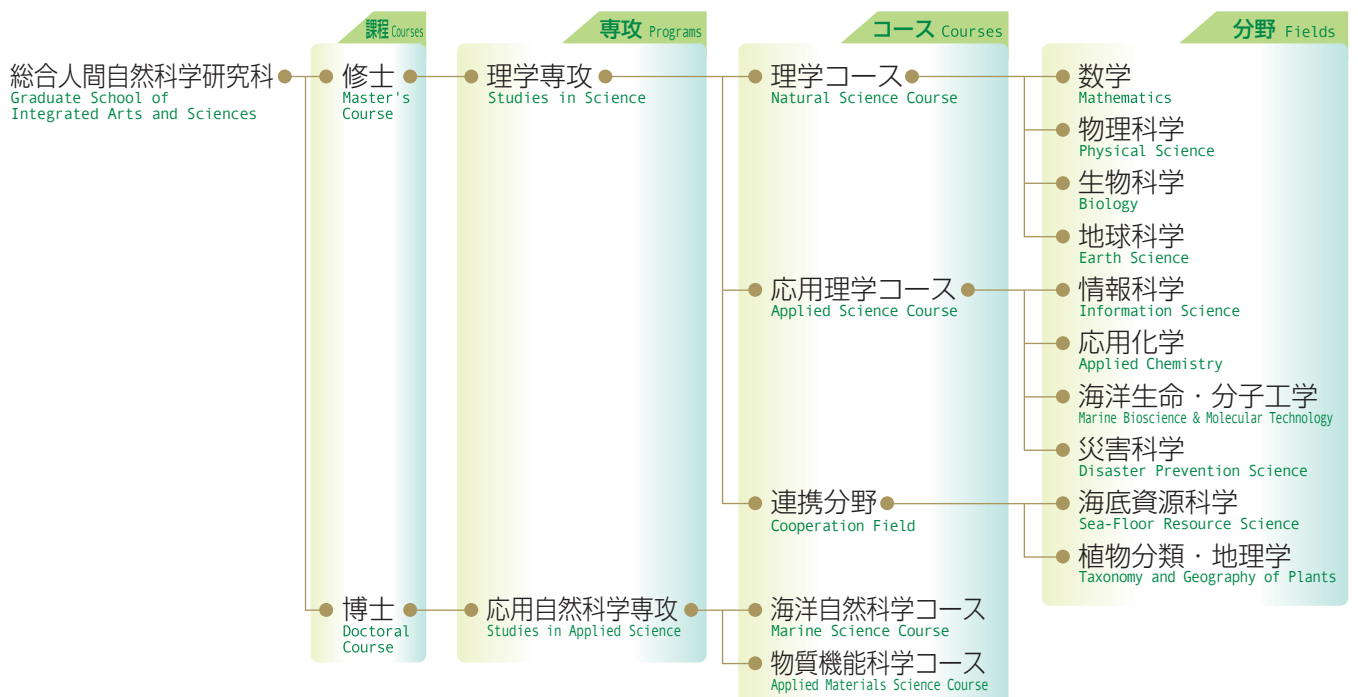 課程 Courses
専攻 Programs
コース Courses
分野 Fields
総合人間自然科学研究科
Graduate School of
Integrated Arts and Sciences
修士
Master's
Course
理学専攻
Studies in Science
理学コース
Natural Science Course
数学
Mathematics
物理科学
Physical Science
生物科学
Biology
地球科学
Earth Science
応用理学コース
Applied Science Course
情報科学
Information Science
応用化学
Applied Chemistry
海洋生命・分子工学
Marine Bioscience & Molecular Technology
災害科学
Disaster Prevention Science
連携分野
Cooperation Field
海底資源科学
Sea-Floor Resource Science
植物分類・地理学
Taxonomy and Geography of Plants
博士
Doctoral
Course
応用自然科学専攻
Studies in Applied Science
海洋自然科学コース
Marine Science Course
物質機能科学コース
Applied Materials Science Course